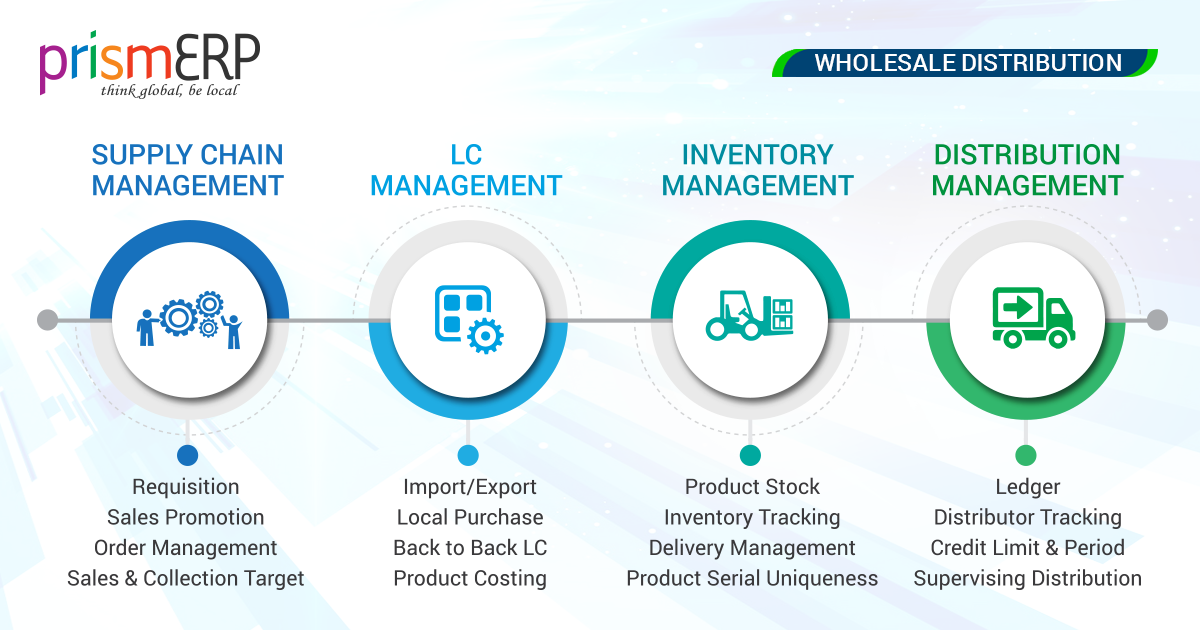 prismERP
think global, be local
WHOLESALE DISTRIBUTION
SUPPLY CHAIN
MANAGEMENT
LC
MANAGEMENT
INVENTORY
MANAGEMENT
DISTRIBUTION
MANAGEMENT
Requisition
Sales Promotion
Order Management
Sales & Collection Target
Import/Export
Local Purchase
Back to Back LC
Product Costing
Product Stock
Inventory Tracking
Delivery Management
Product Serial Uniqueness
Ledger
Distributor Tracking
Credit Limit & Period
Supervising Distribution